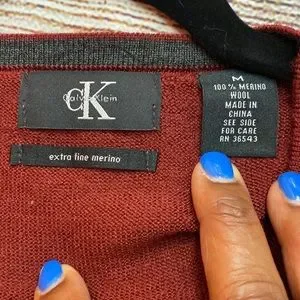 cK
Calvin Klein
extra fine merino
M
100% MERINO
WOOL
MADE IN
CHINA
SEE SIDE
FOR CARE
RN 36543